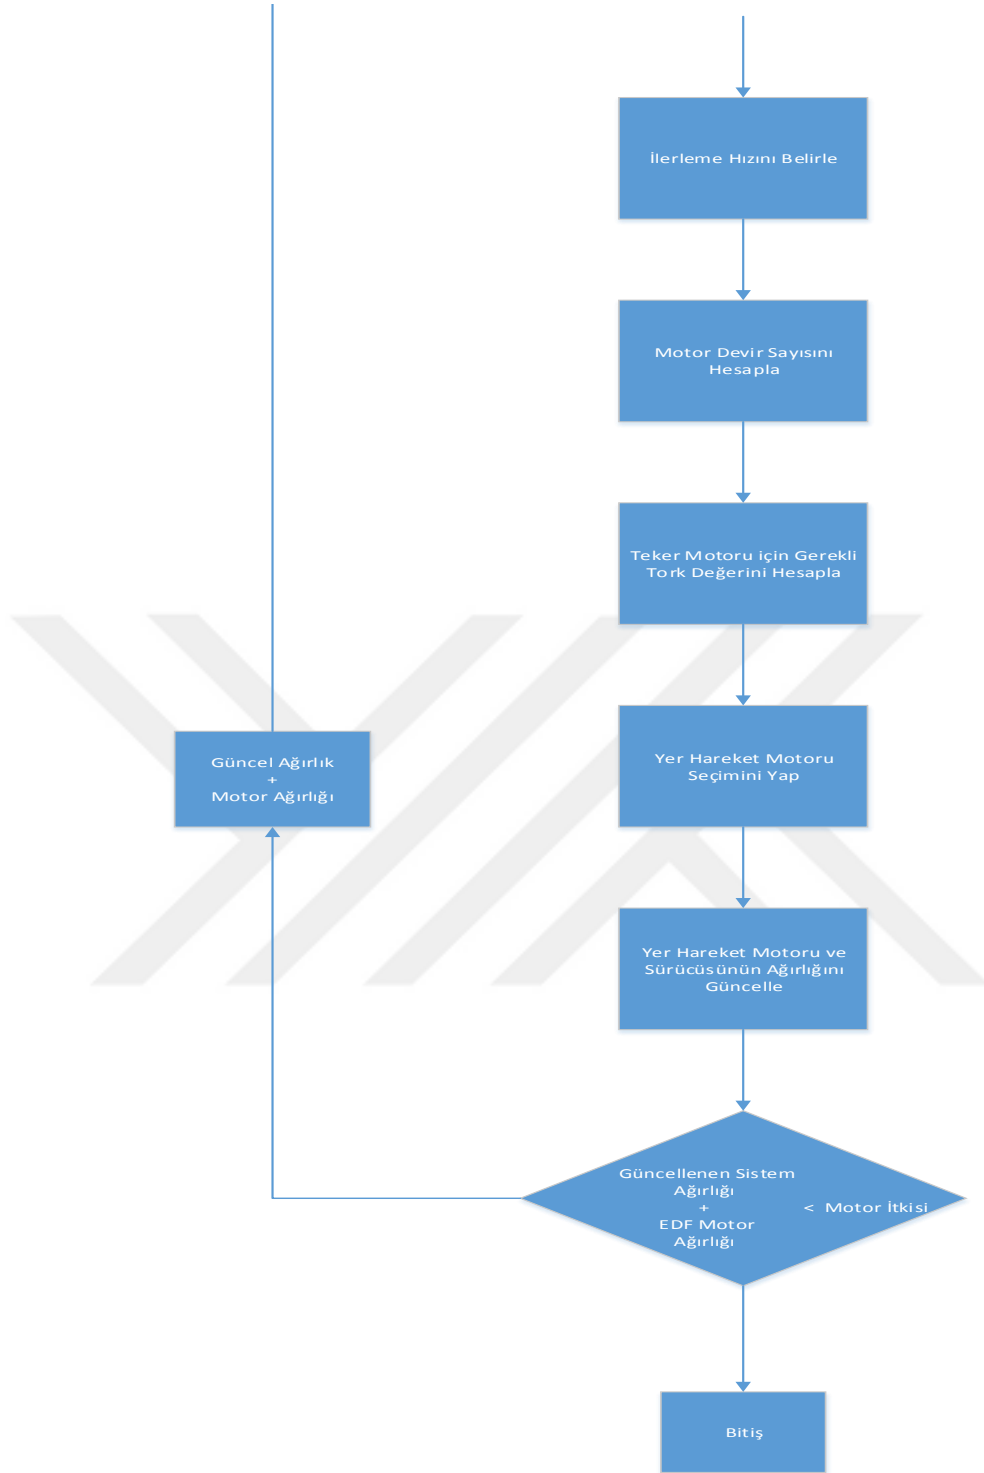 İlerleme Hızını Belirle
Motor Devir Sayısını
Hesapla
Teker Motoru için Gerekli
Tork Değerini Hesapla
Yer Hareket Motoru
Seçimini Yap
Güncel Ağırlık
+
Motor Ağırlığı
Yer Hareket Motoru ve
Sürücüsünün Ağırlığını
Güncelle
Güncellenen Sistem
Ağırlığı
+
EDF Motor
Ağırlığı
< Motor İtkisi
Bitiş